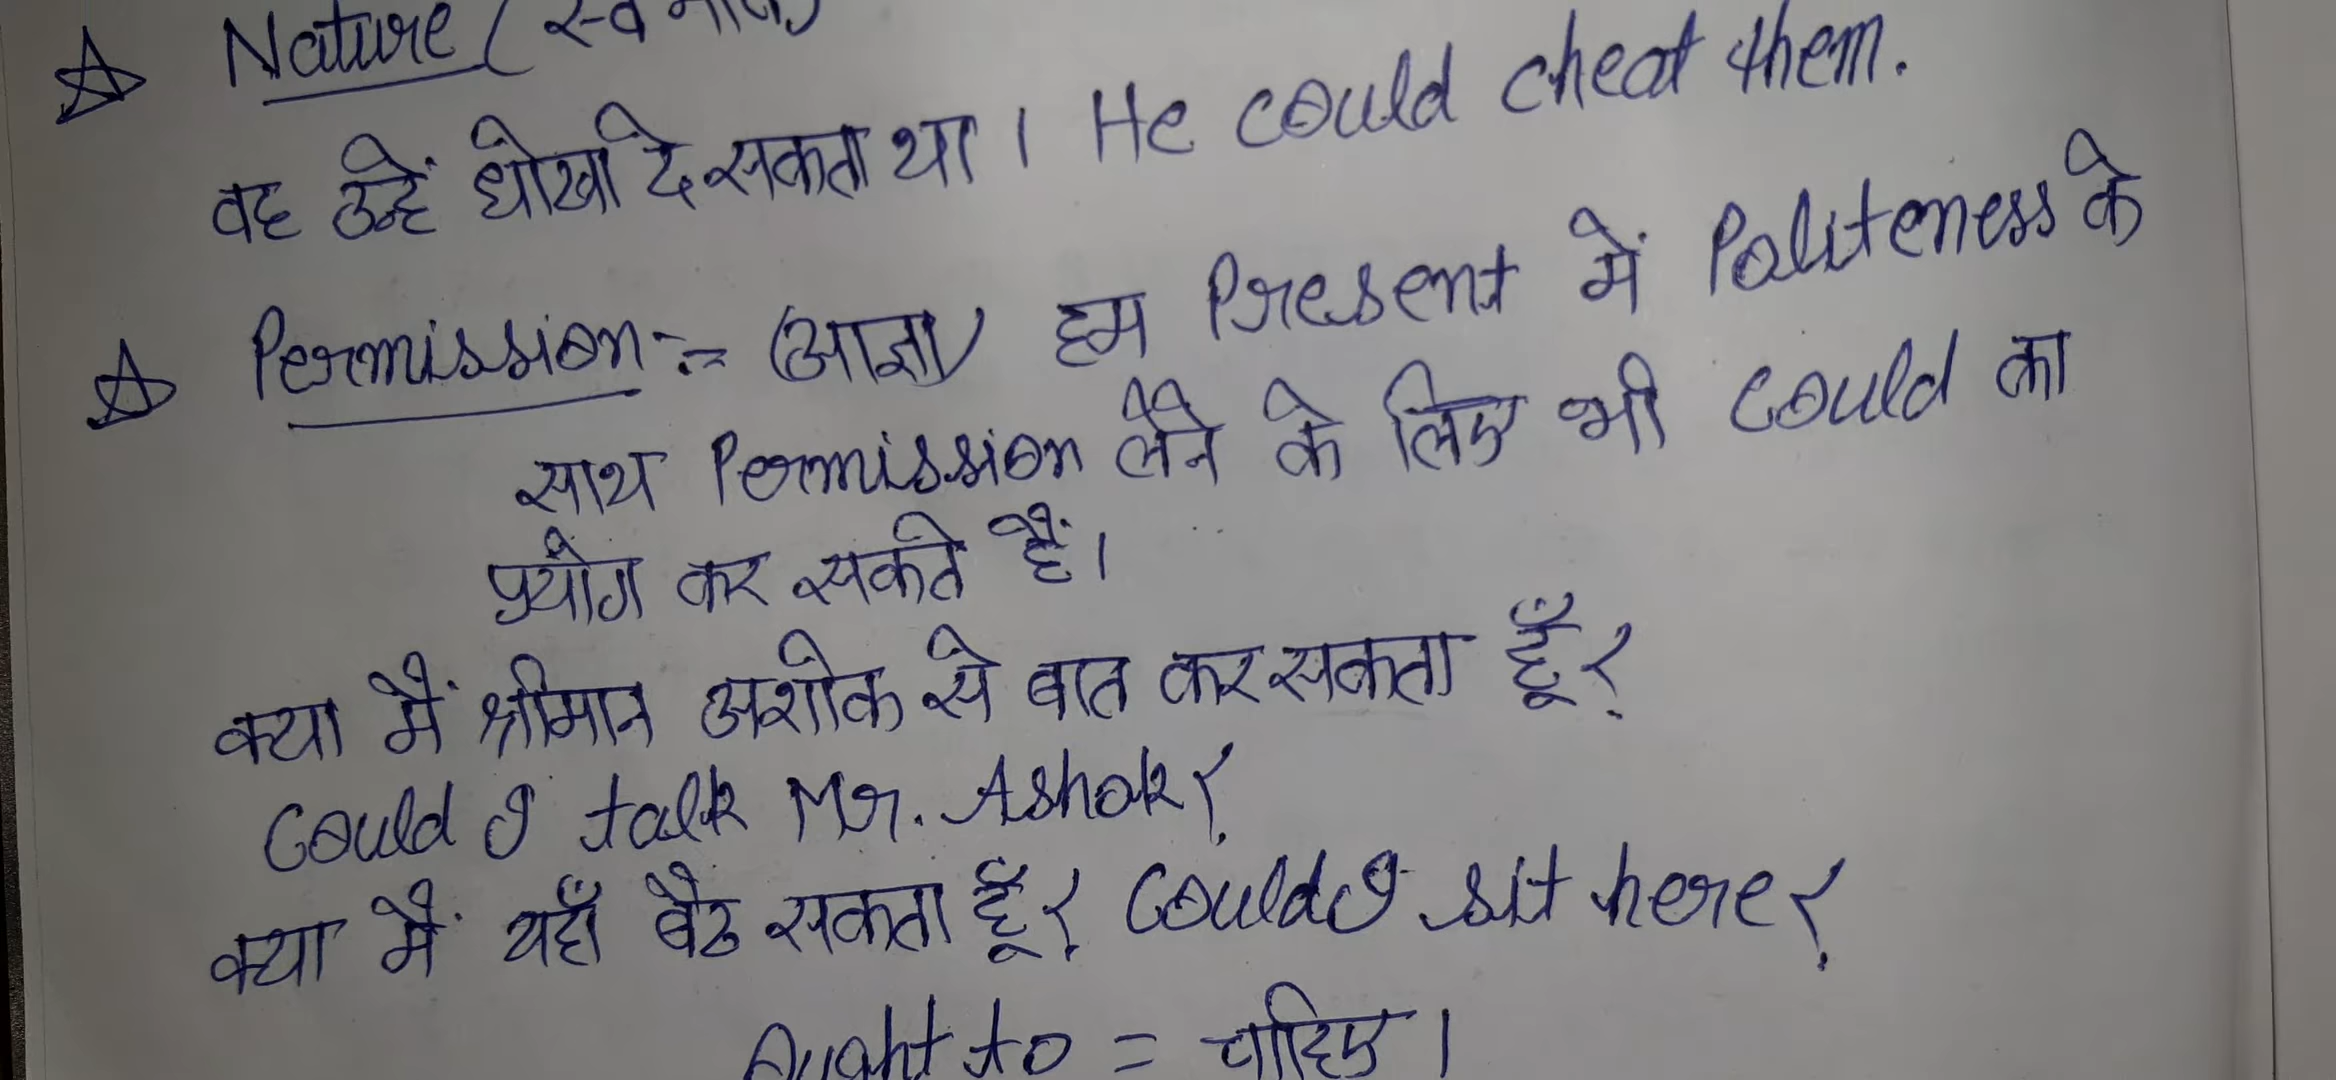 ☆ Nature (स्वभाव)
वह उन्हें धोखा दे सकता था । He could cheat them.
☆ Permission :- (आज्ञा) हम Present में Politeness के
साथ Permission लेने के लिए भी could का
प्रयोग कर सकते हैं।
क्या मैं श्रीमान अशोक से बात कर सकता हूँ?
Could I talk Mr. Ashok?
क्या मैं यहाँ बैठ सकता हूँ? Could I sit here?
Ought to = चाहिए ।